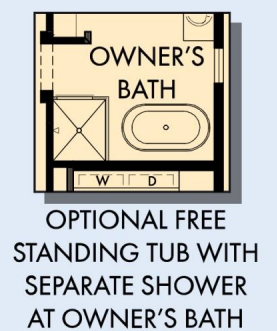 OWNER'S
BATH
W D
OPTIONAL FREE
STANDING TUB WITH
SEPARATE SHOWER
AT OWNER'S BATH